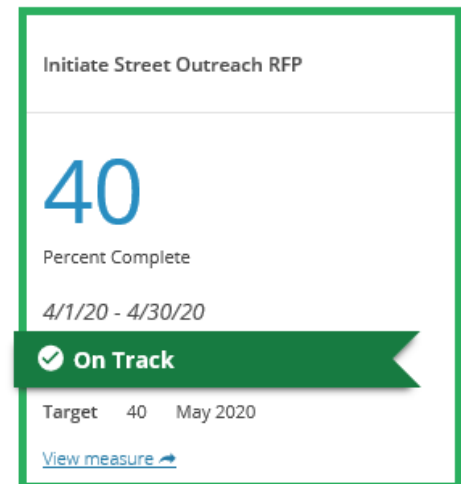 Initiate Street Outreach RFP
40
Percent Complete
4/1/20 - 4/30/20
On Track
Target 40 May 2020
View measure